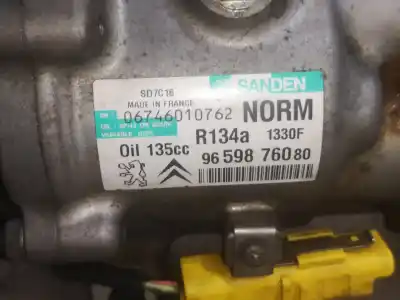 SANDEN
SD7C16
MADE IN FRANCE
06746010762 NORM
Oil 135cc R134a 1330F
96 598 760 80